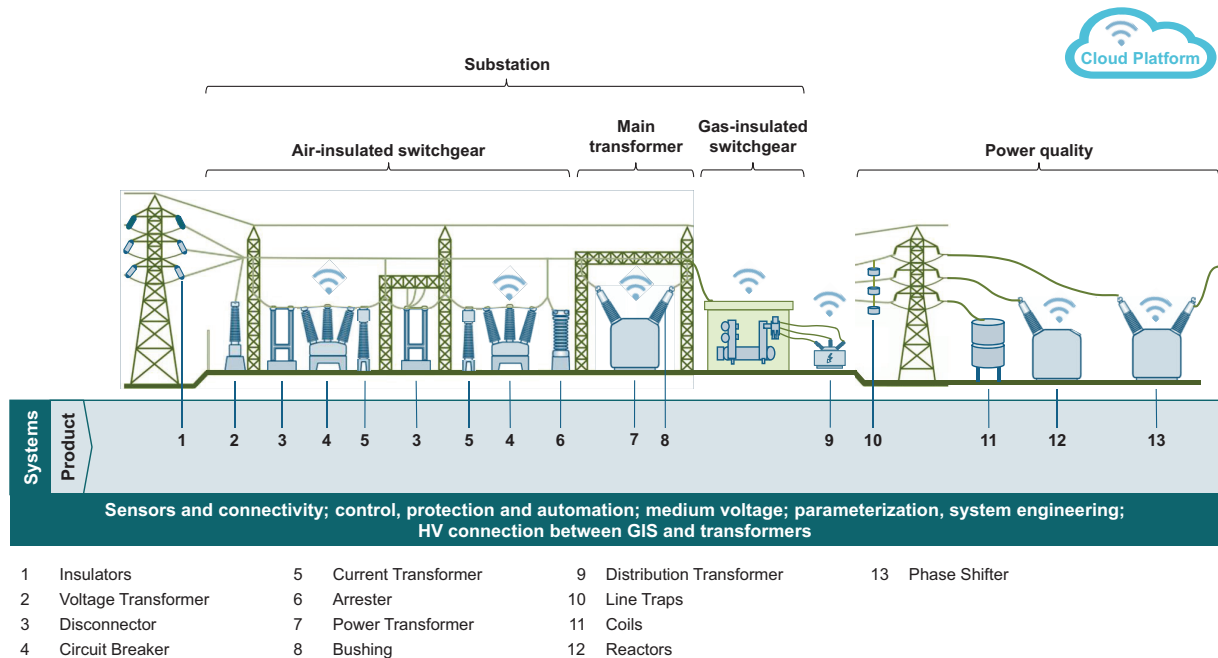 Cloud Platform
Substation
Air-insulated switchgear
Main
transformer
Gas-insulated
switchgear
Power quality
Systems
Product
1 2 3 4 5 3 5 4 6 7 8 9 10 11 12 13
Sensors and connectivity; control, protection and automation; medium voltage; parameterization, system engineering;
HV connection between GIS and transformers
1 Insulators
2 Voltage Transformer
3 Disconnector
4 Circuit Breaker
5 Current Transformer
6 Arrester
7 Power Transformer
8 Bushing
9 Distribution Transformer
10 Line Traps
11 Coils
12 Reactors
13 Phase Shifter